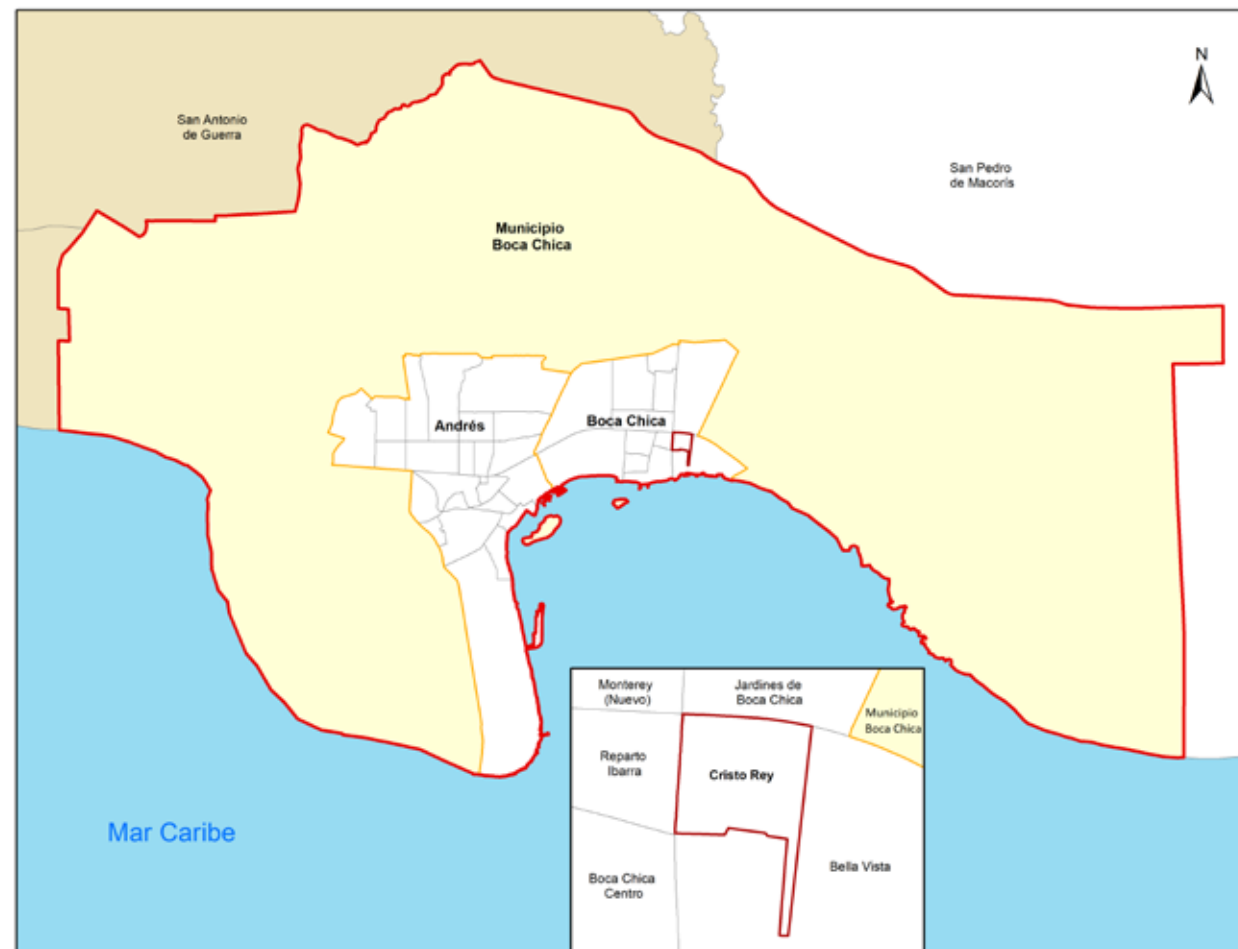 N
San Antonio
de Guerra
San Pedro
de Macorís
Municipio
Boca Chica
Andrés
Boca Chica
Mar Caribe
Monterey
(Nuevo)
Jardines de
Boca Chica
Municipio
Boca Chica
Reparto
Ibarra
Cristo Rey
Boca Chica
Centro
Bella Vista